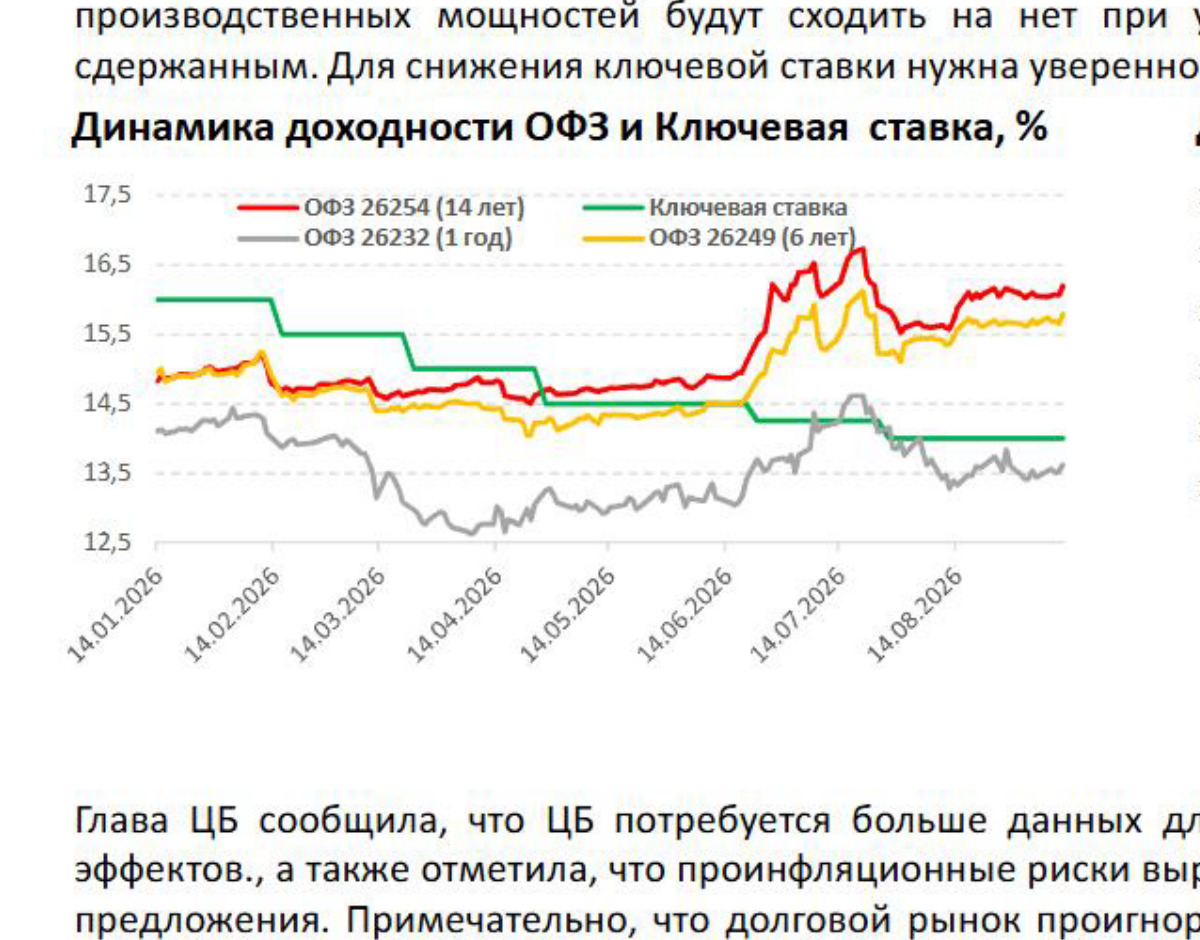 производственных мощностей будут сходить на нет при
сдержанным. Для снижения ключевой ставки нужна уверенно
Динамика доходности ОФЗ и Ключевая ставка, %
17,5
ОФЗ 26254 (14 лет) Ключевая ставка
ОФЗ 26232 (1 год) ОФЗ 26249 (6 лет)
16,5
15,5
14,5
13,5
12,5
14.01.2026 14.02.2026 14.03.2026 14.04.2026 14.05.2026 14.06.2026 14.07.2026 14.08.2026
Глава ЦБ сообщила, что ЦБ потребуется больше данных дл
эффектов., а также отметила, что проинфляционные риски выр
предложения. Примечательно, что долговой рынок проигнор